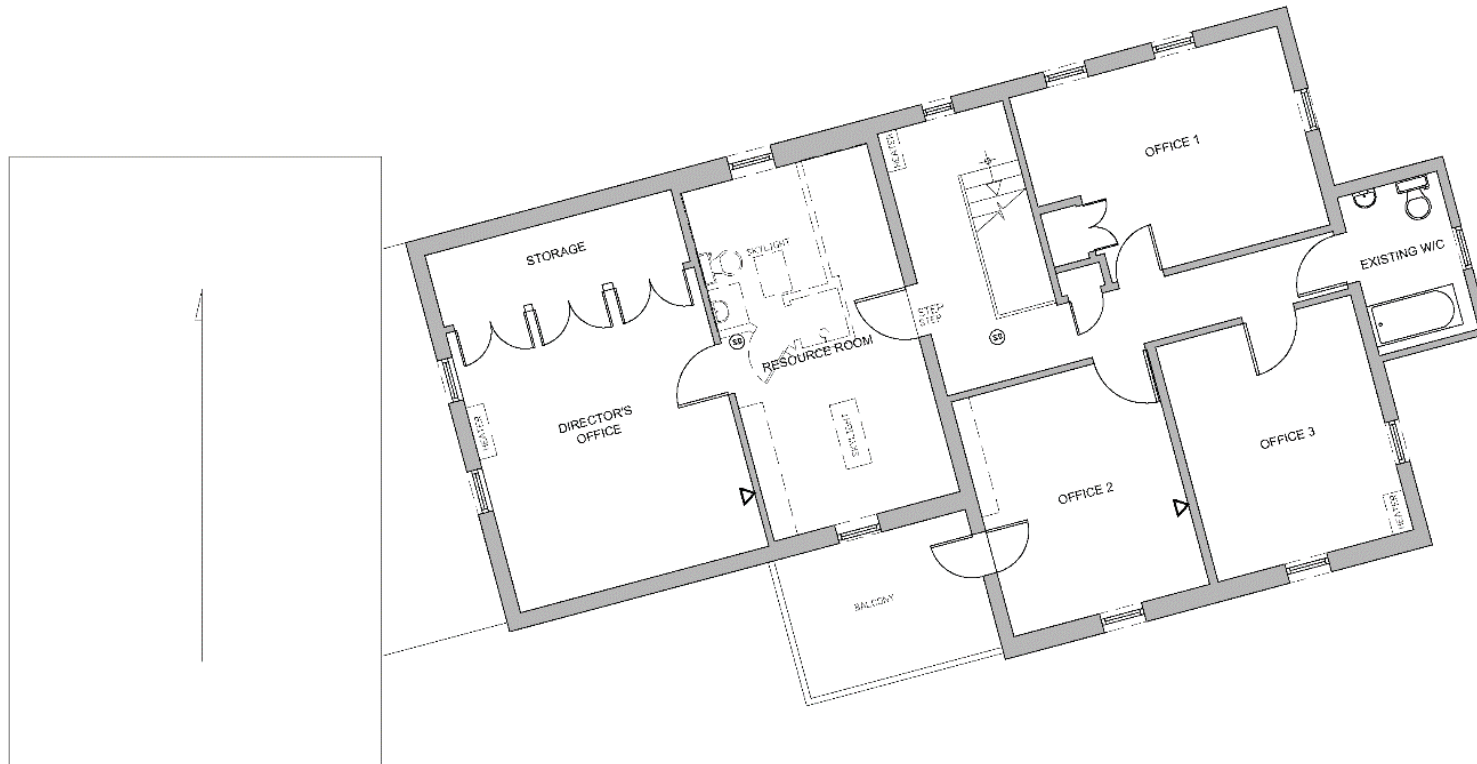 OFFICE 1
HEATER
STORAGE
SKYLIGHT
EXISTING W/C
STEP
STEP
SD
SD
RESOURCE ROOM
DIRECTOR'S
OFFICE
HEATER
SKYLIGHT
OFFICE 3
OFFICE 2
HEATER
BALCONY